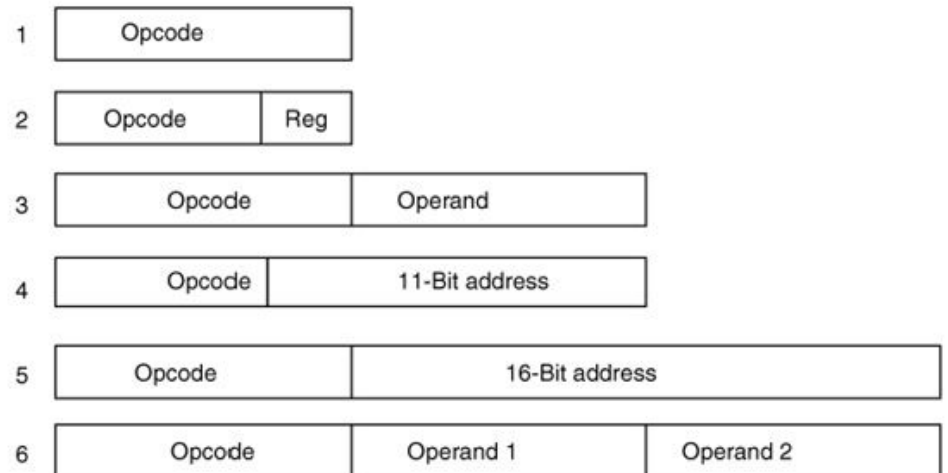 1 Opcode
2 Opcode Reg
3 Opcode Operand
4 Opcode 11-Bit address
5 Opcode 16-Bit address
6 Opcode Operand 1 Operand 2